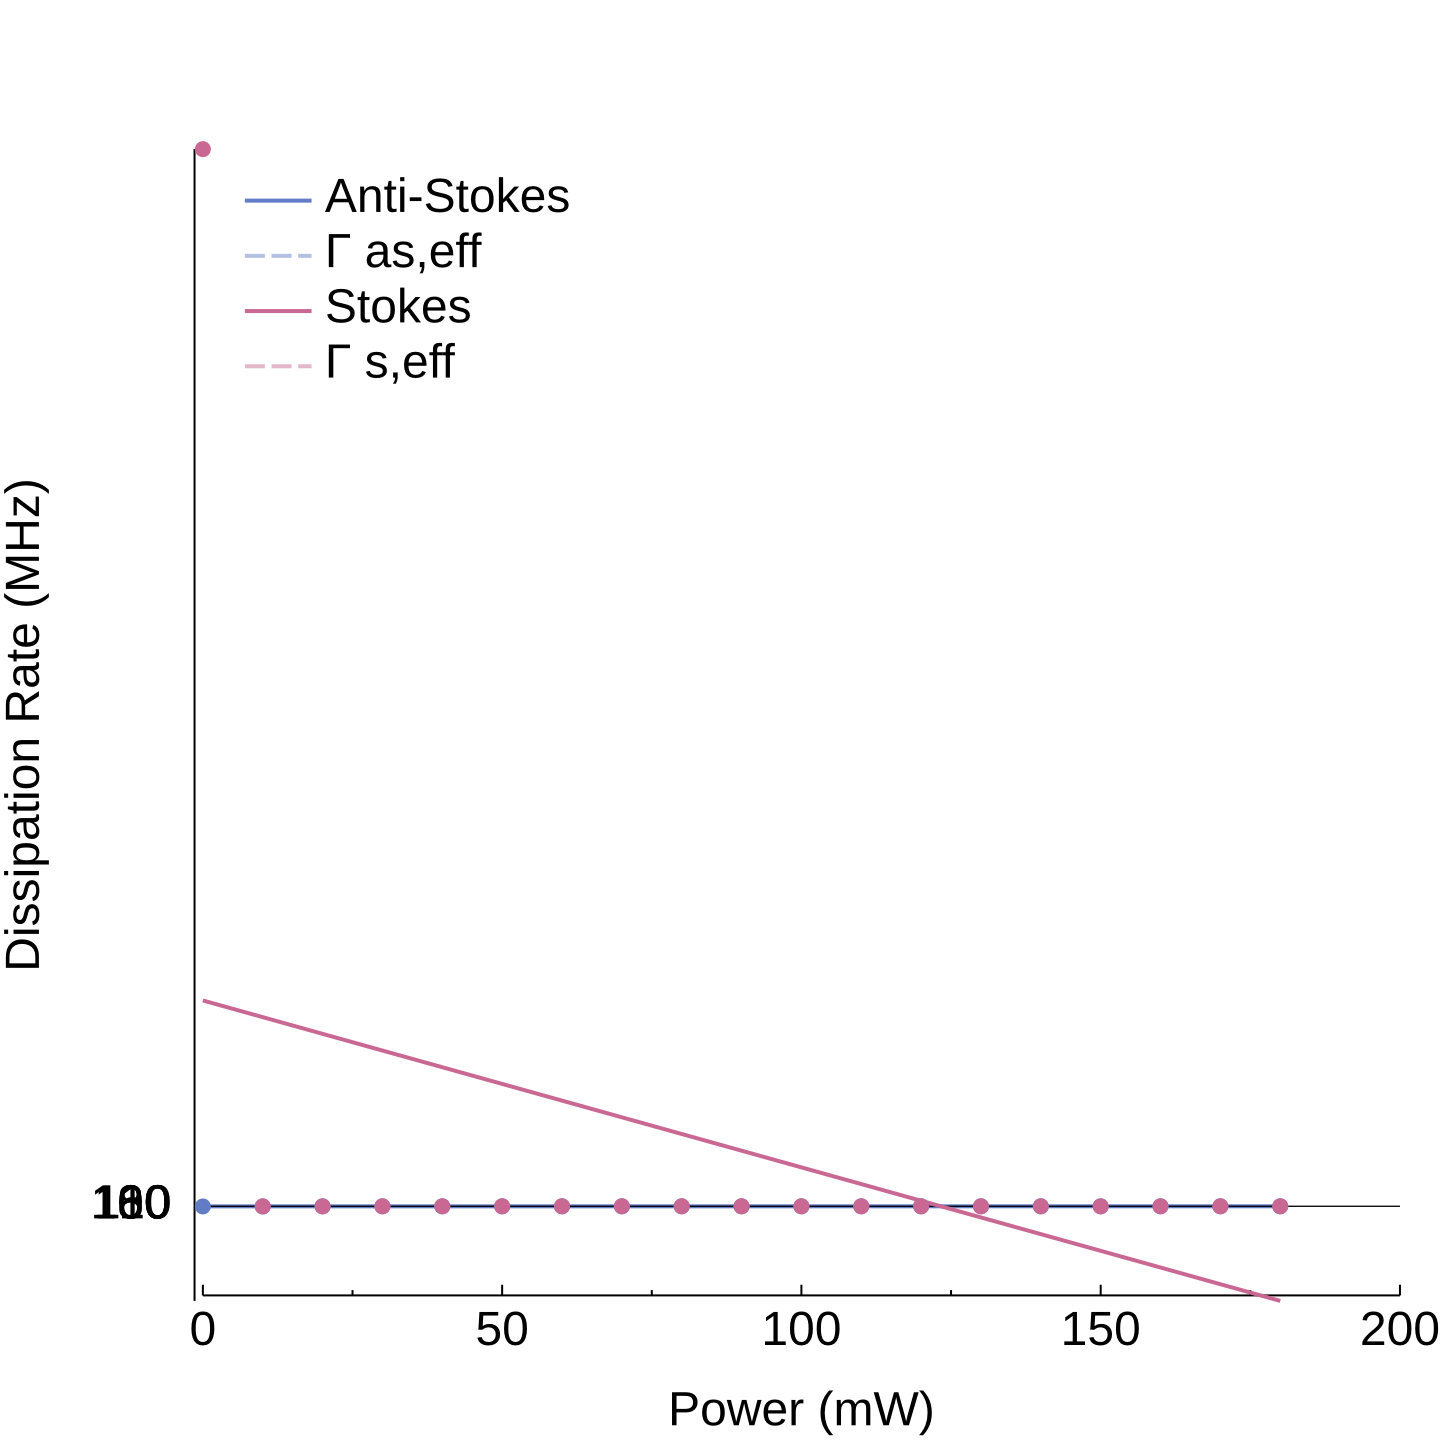 Anti-Stokes
Γ as,eff
Stokes
Γ s,eff
Dissipation Rate (MHz)
0 50 100 150 200
Power (mW)